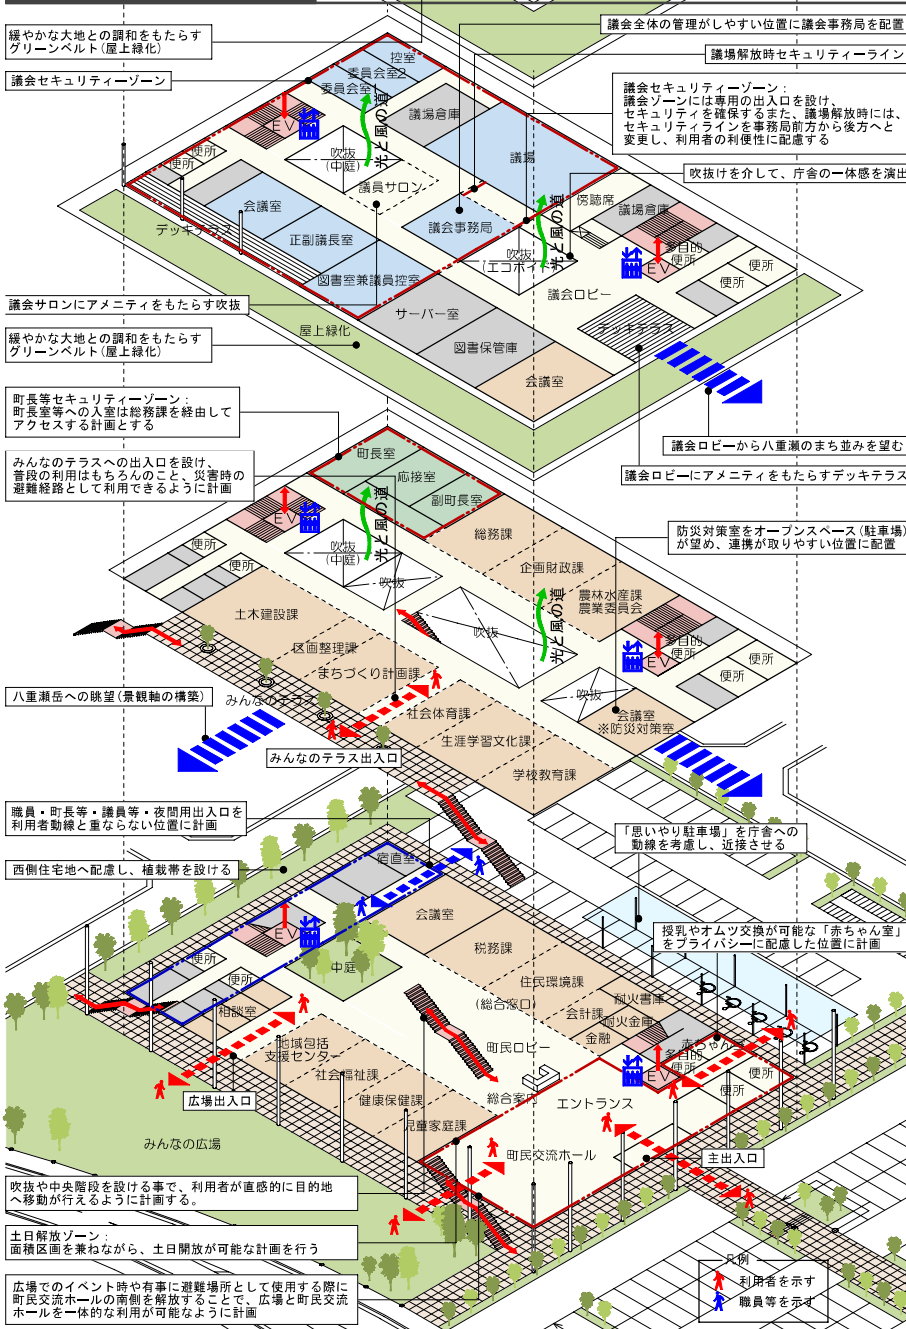 緩やかな大地との調和をもたらす
グリーンベルト(屋上緑化)
議会セキュリティーゾーン
議会全体の管理がしやすい位置に議会事務局を配置
議場解放時セキュリティーライン
議会セキュリティーゾーン：
議会ゾーンには専用の出入口を設け、
セキュリティを確保するまた、議場解放時には、
セキュリティラインを事務局前方から後方へと
変更し、利用者の利便性に配慮する
吹抜けを介して、庁舎の一体感を演出
控室
委員会室2
委員会室1
議場倉庫
議場
EV
吹抜
(中庭)
光と風の道
議員サロン
便所
便所
会議室
デッキテラス
正副議長室
議会事務局
図書室兼議員控室
吹抜
(エコボイド)
光と風の道
傍聴席
議場倉庫
多目的
便所
EV
便所
便所
議会ロビー
サーバー室
図書保管庫
デッキテラス
会議室
屋上緑化
議会サロンにアメニティをもたらす吹抜
緩やかな大地との調和をもたらす
グリーンベルト(屋上緑化)
議会ロビーから八重瀬のまち並みを望む
議会ロビーにアメニティをもたらすデッキテラス
町長等セキュリティーゾーン：
町長室等への入室は総務課を経由して
アクセスする計画とする
みんなのテラスへの出入口を設け、
普段の利用はもちろんのこと、災害時の
避難経路として利用できるように計画
防災対策室をオープンスペース(駐車場)
が望め、連携が取りやすい位置に配置
町長室
応接室
副町長室
総務課
企画財政課
農林水産課
農業委員会
EV
吹抜
(中庭)
光と風の道
吹抜
便所
便所
土木建設課
区画整理課
まちづくり計画課
吹抜
光と風の道
多目的
便所
EV
便所
便所
吹抜
会議室
※防災対策室
社会体育課
生涯学習文化課
学校教育課
みんなのテラス
八重瀬岳への眺望(景観軸の構築)
みんなのテラス出入口
職員・町長等・議員等・夜間用出入口を
利用者動線と重ならない位置に計画
西側住宅地へ配慮し、植栽帯を設ける
「思いやり駐車場」を庁舎への
動線を考慮し、近接させる
授乳やオムツ交換が可能な「赤ちゃん室」
をプライバシーに配慮した位置に計画
宿直室
会議室
税務課
住民環境課
(総合窓口)
会計課
耐火書庫
耐火金庫
金融
EV
中庭
便所
便所
相談室
地域包括
支援センター
社会福祉課
健康保健課
児童家庭課
町民ロビー
総合案内
エントランス
町民交流ホール
赤ちゃん室
多目的
便所
EV
便所
便所
広場出入口
主出入口
みんなの広場
吹抜や中央階段を設ける事で、利用者が直感的に目的地
へ移動が行えるように計画する。
土日解放ゾーン：
面積区画を兼ねながら、土日開放が可能な計画を行う
広場でのイベント時や有事に避難場所として使用する際に
町民交流ホールの南側を解放することで、広場と町民交流
ホールを一体的な利用が可能なように計画
凡例
利用者を示す
職員等を示す